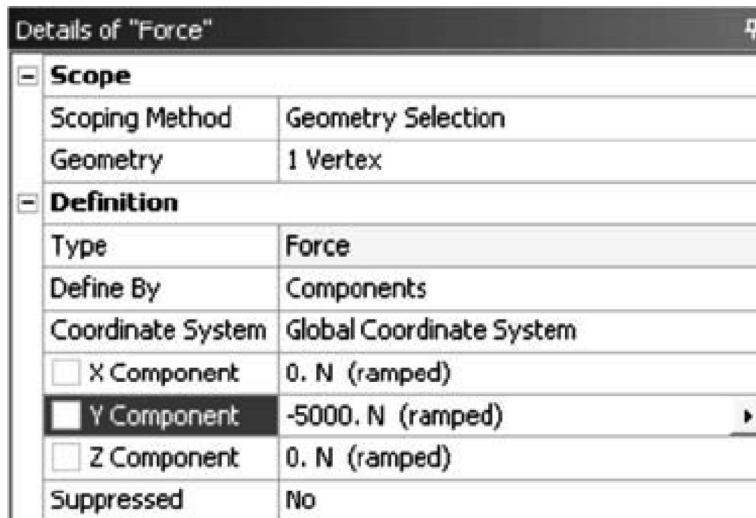 Details of "Force"
Scope
Scoping Method Geometry Selection
Geometry 1 Vertex
Definition
Type Force
Define By Components
Coordinate System Global Coordinate System
X Component 0. N (ramped)
Y Component -5000. N (ramped)
Z Component 0. N (ramped)
Suppressed No